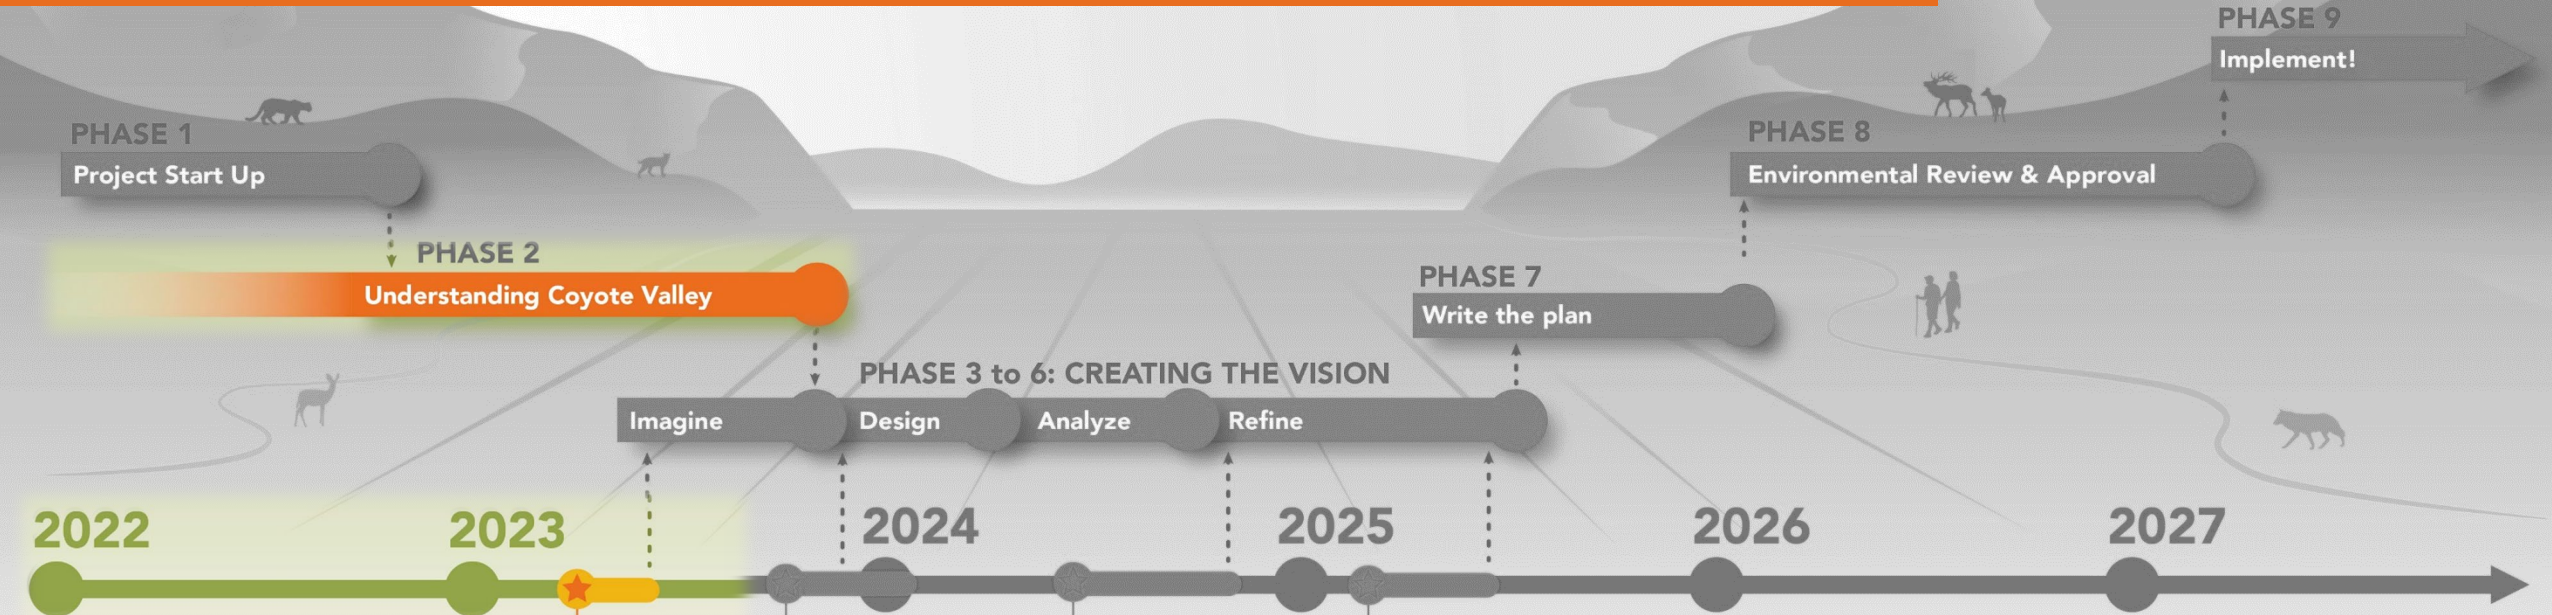 PHASE 9
Implement!
PHASE 1
Project Start Up
PHASE 8
Environmental Review & Approval
PHASE 2
Understanding Coyote Valley
PHASE 7
Write the plan
PHASE 3 to 6: CREATING THE VISION
Imagine
Design
Analyze
Refine
2022
2023
2024
2025
2026
2027